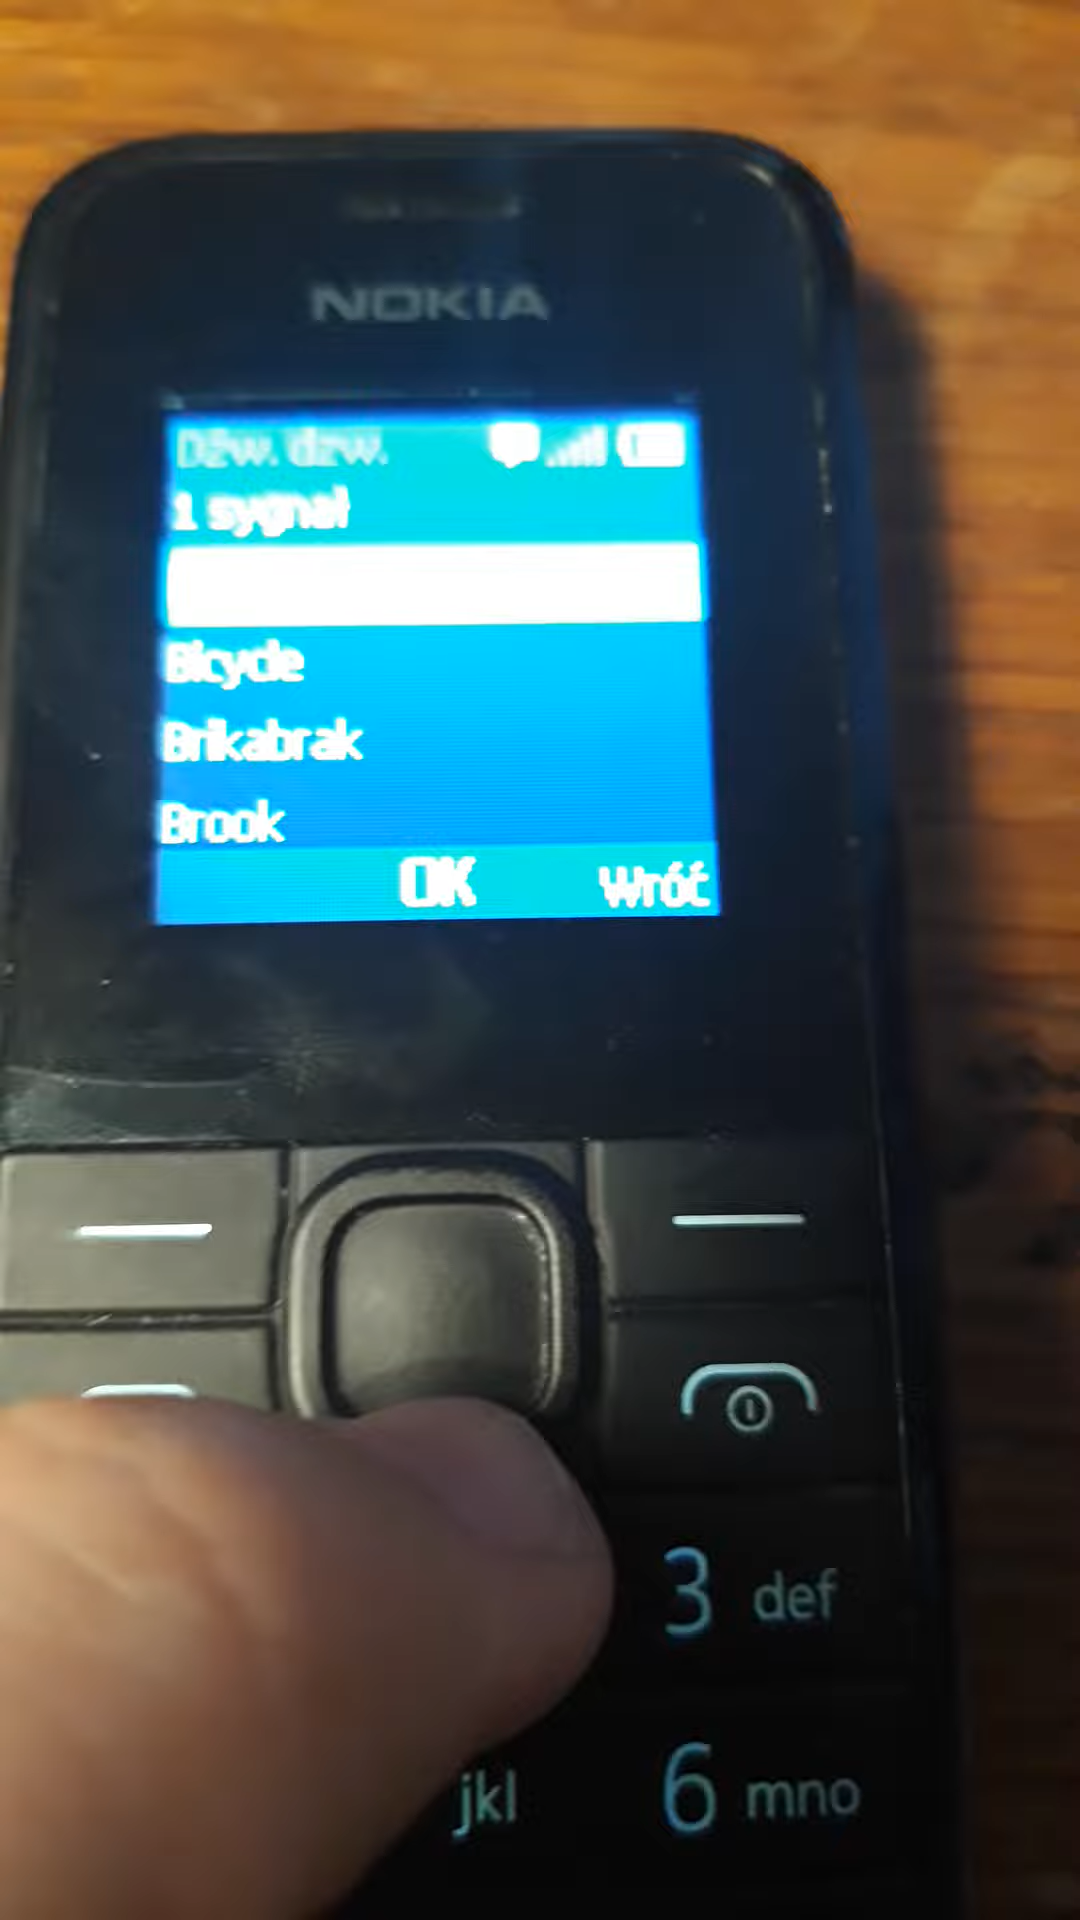 NOKIA
Dźw. dzw.
1 sygnał
Bicycle
Brikabrak
Brook
OK Wróć
3 def
jkl 6 mno